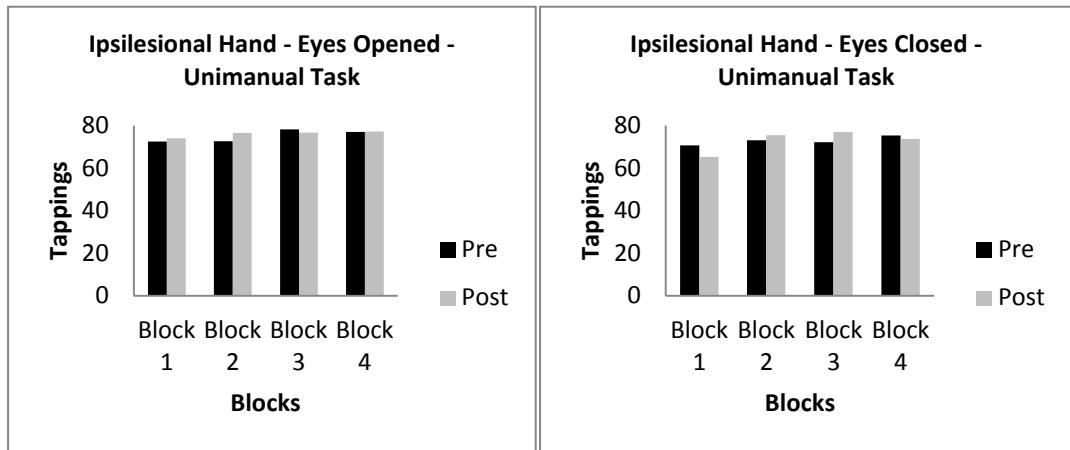 Ipsilesional Hand - Eyes Opened -
Unimanual Task
80
60
40
20
0
Tappings
Block Block Block Block
1 2 3 4
Blocks
Pre
Post
Ipsilesional Hand - Eyes Closed -
Unimanual Task
80
60
40
20
0
Tappings
Block Block Block Block
1 2 3 4
Blocks
Pre
Post